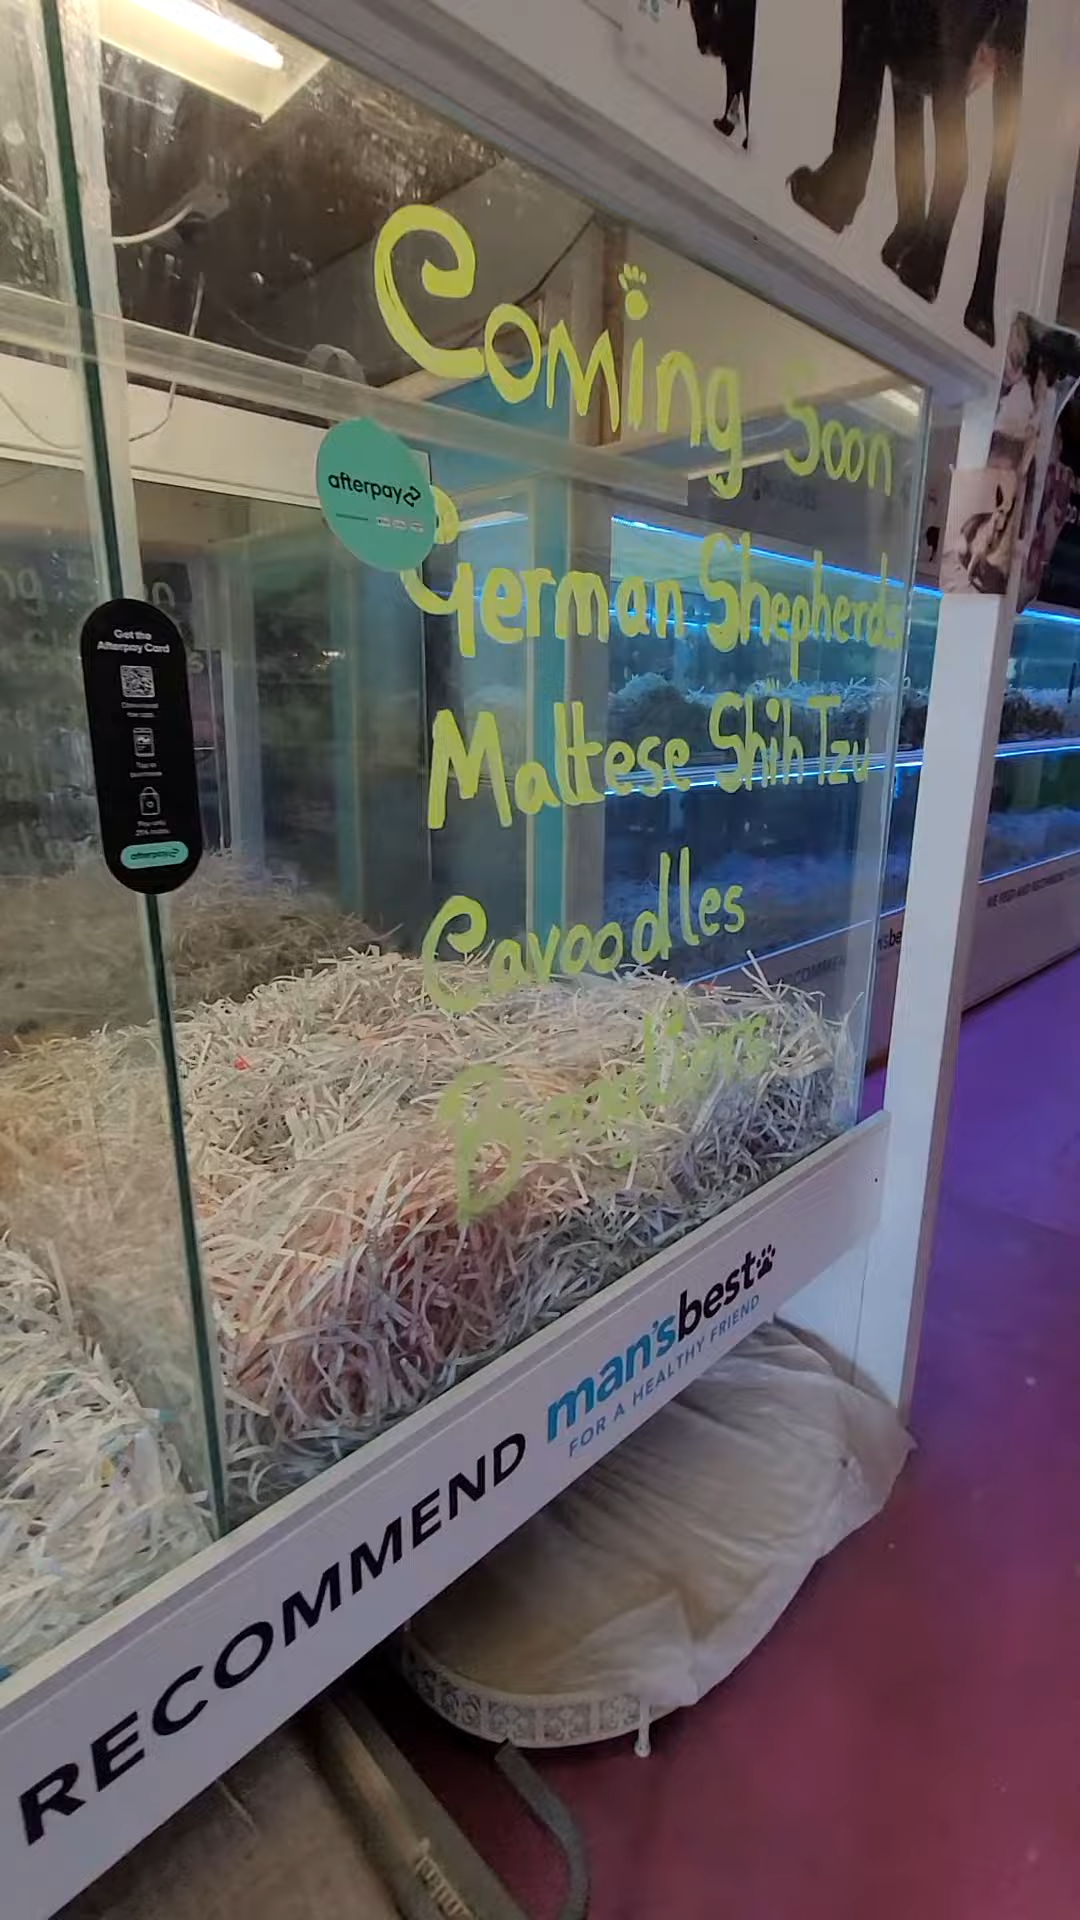 Coming Soon
afterpay
German Shepherds
Get the
Afterpay Card
Maltese Shih Tzu
afterpay
Cavoodles
RECOMMEND man'sbest
FOR A HEALTHY FRIEND